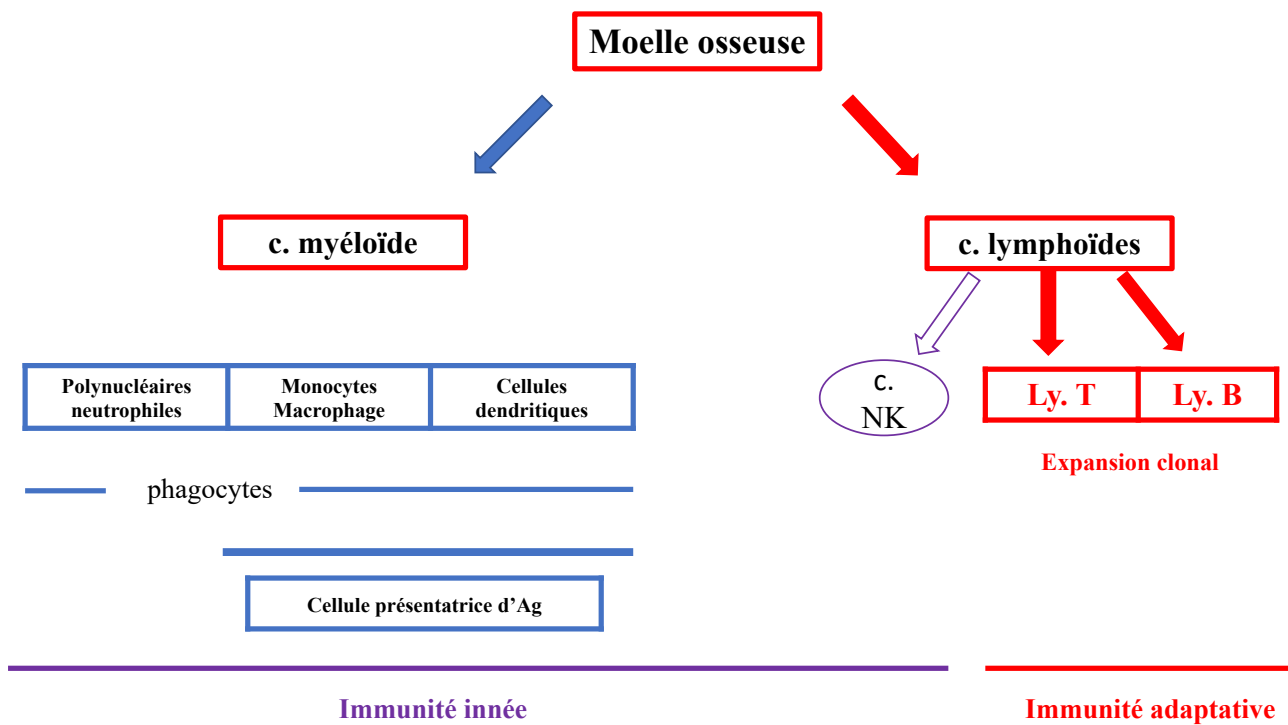 Moelle osseuse
c. myéloïde
c. lymphoïdes
Polynucléaires
neutrophiles
Monocytes
Macrophage
Cellules
dendritiques
c.
NK
Ly. T
Ly. B
Expansion clonal
phagocytes
Cellule présentatrice d’Ag
Immunité innée
Immunité adaptative